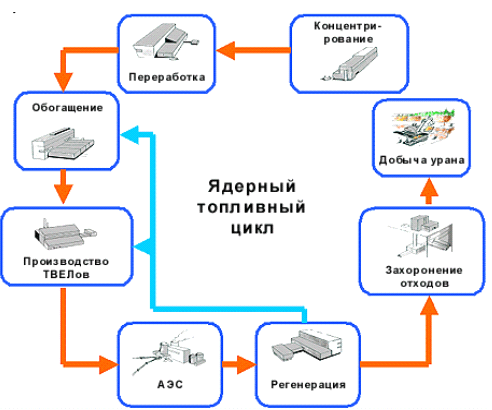 Концентри-
рование
Переработка
Обогащение
Добыча урана
Ядерный
топливный
цикл
Производство
ТВЕЛов
Захоронение
отходов
АЭС
Регенерация